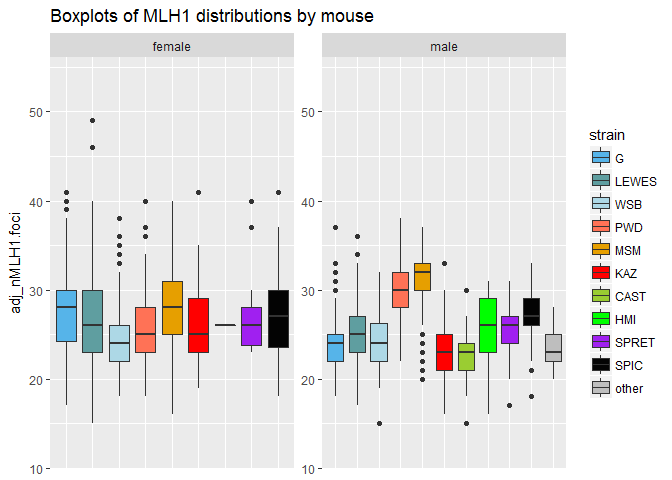 Boxplots of MLH1 distributions by mouse
female
male
adj_nMLH1.foci
50
40
30
20
10
50
40
30
20
10
strain
G
LEWES
WSB
PWD
MSM
KAZ
CAST
HMI
SPRET
SPIC
other